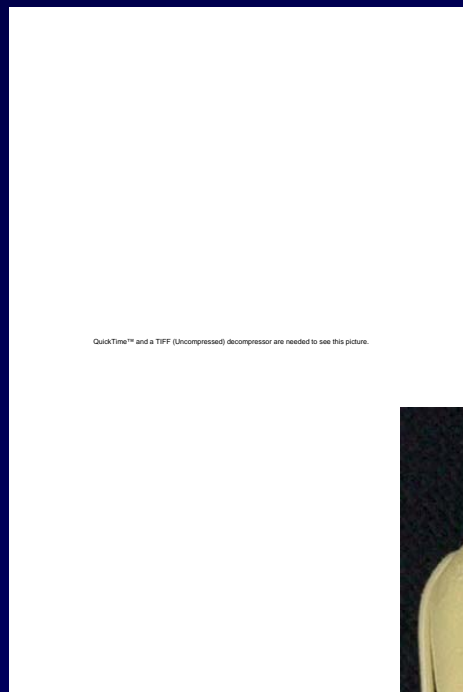 QuickTime™ and a TIFF (Uncompressed) decompressor are needed to see this picture.